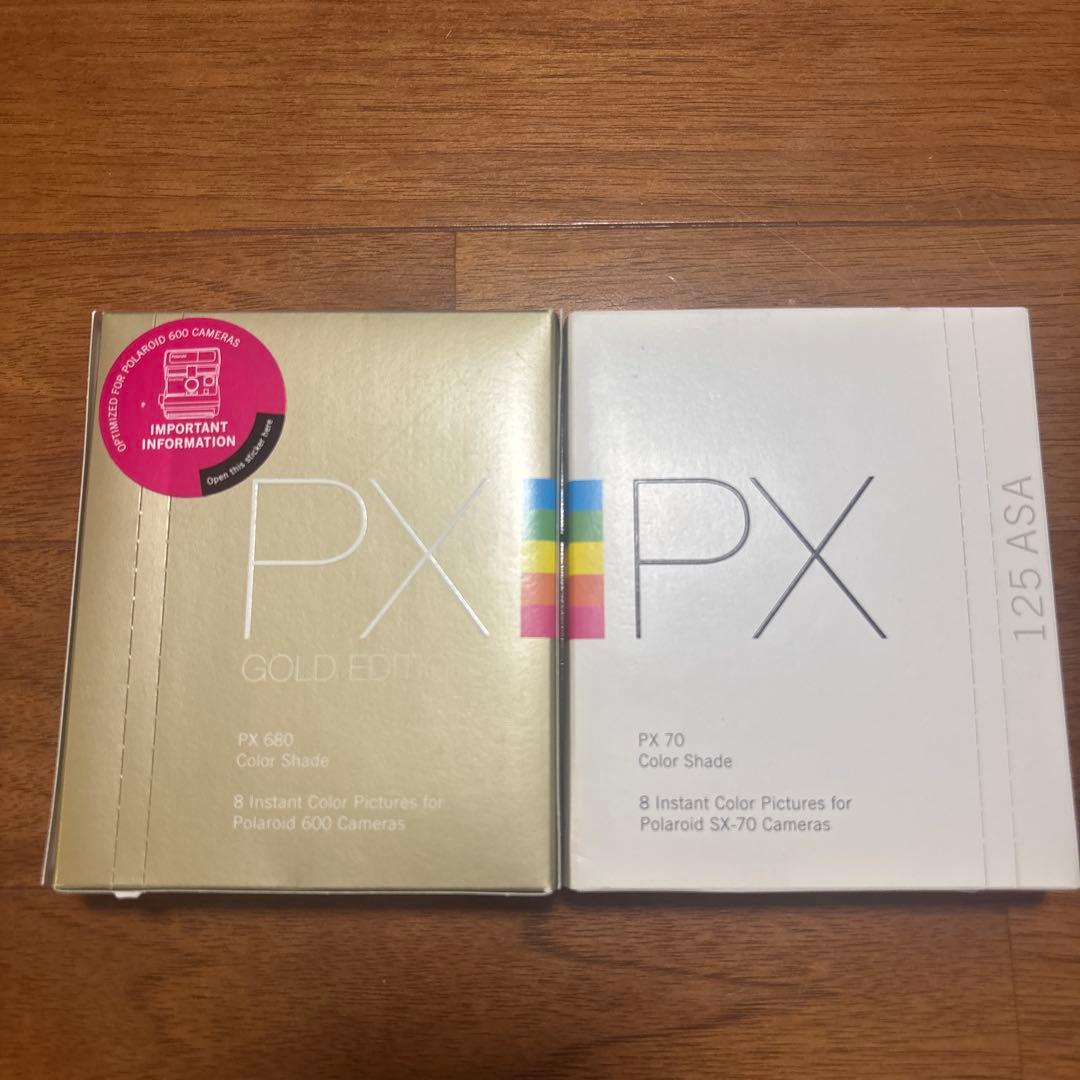 OPTIMIZED FOR POLAROID 600 CAMERAS
Polaroid
IMPORTANT
INFORMATION
Open this sticker here
PX
GOLD EDITION
PX 680
Color Shade
8 Instant Color Pictures for
Polaroid 600 Cameras
PX
125 ASA
PX 70
Color Shade
8 Instant Color Pictures for
Polaroid SX-70 Cameras